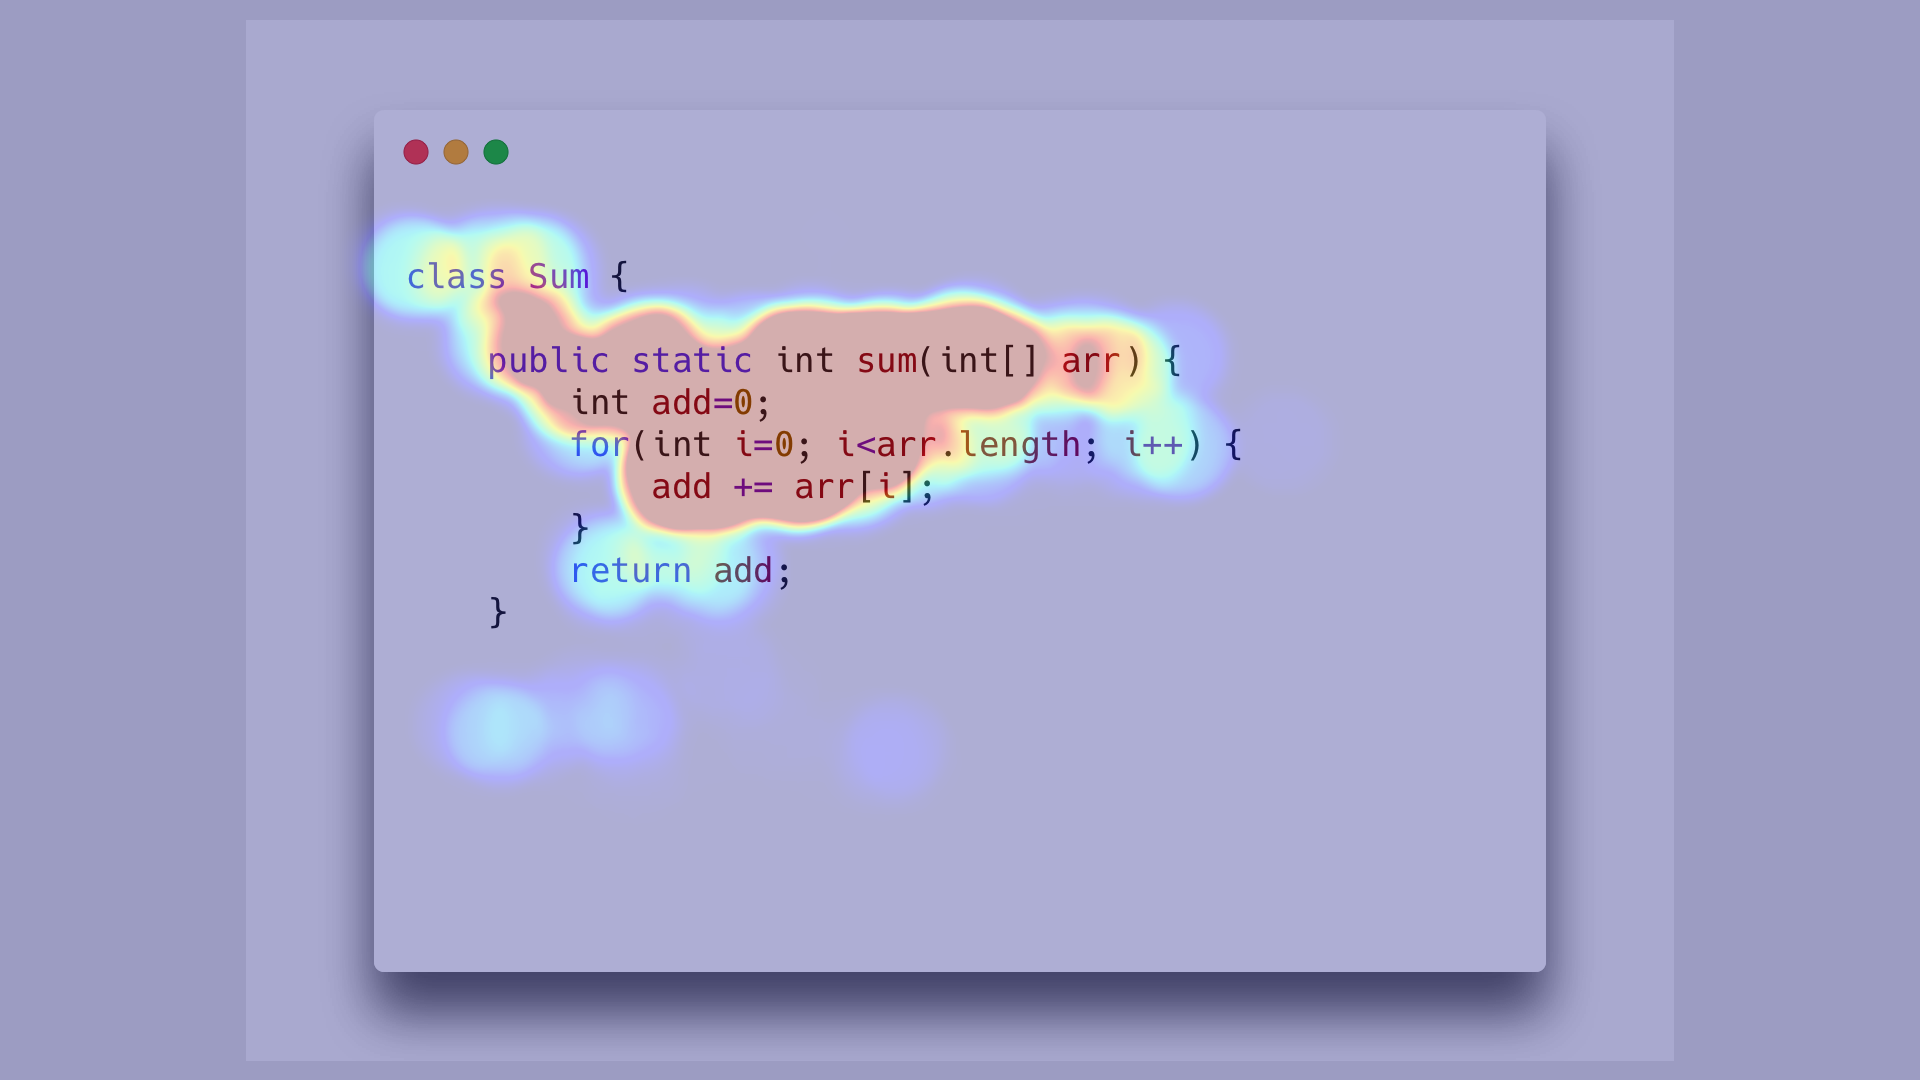 class Sum {
    public static int sum(int[] arr) {
        int add=0;
        for(int i=0; i<arr.length; i++) {
            add += arr[i];
        }
        return add;
    }